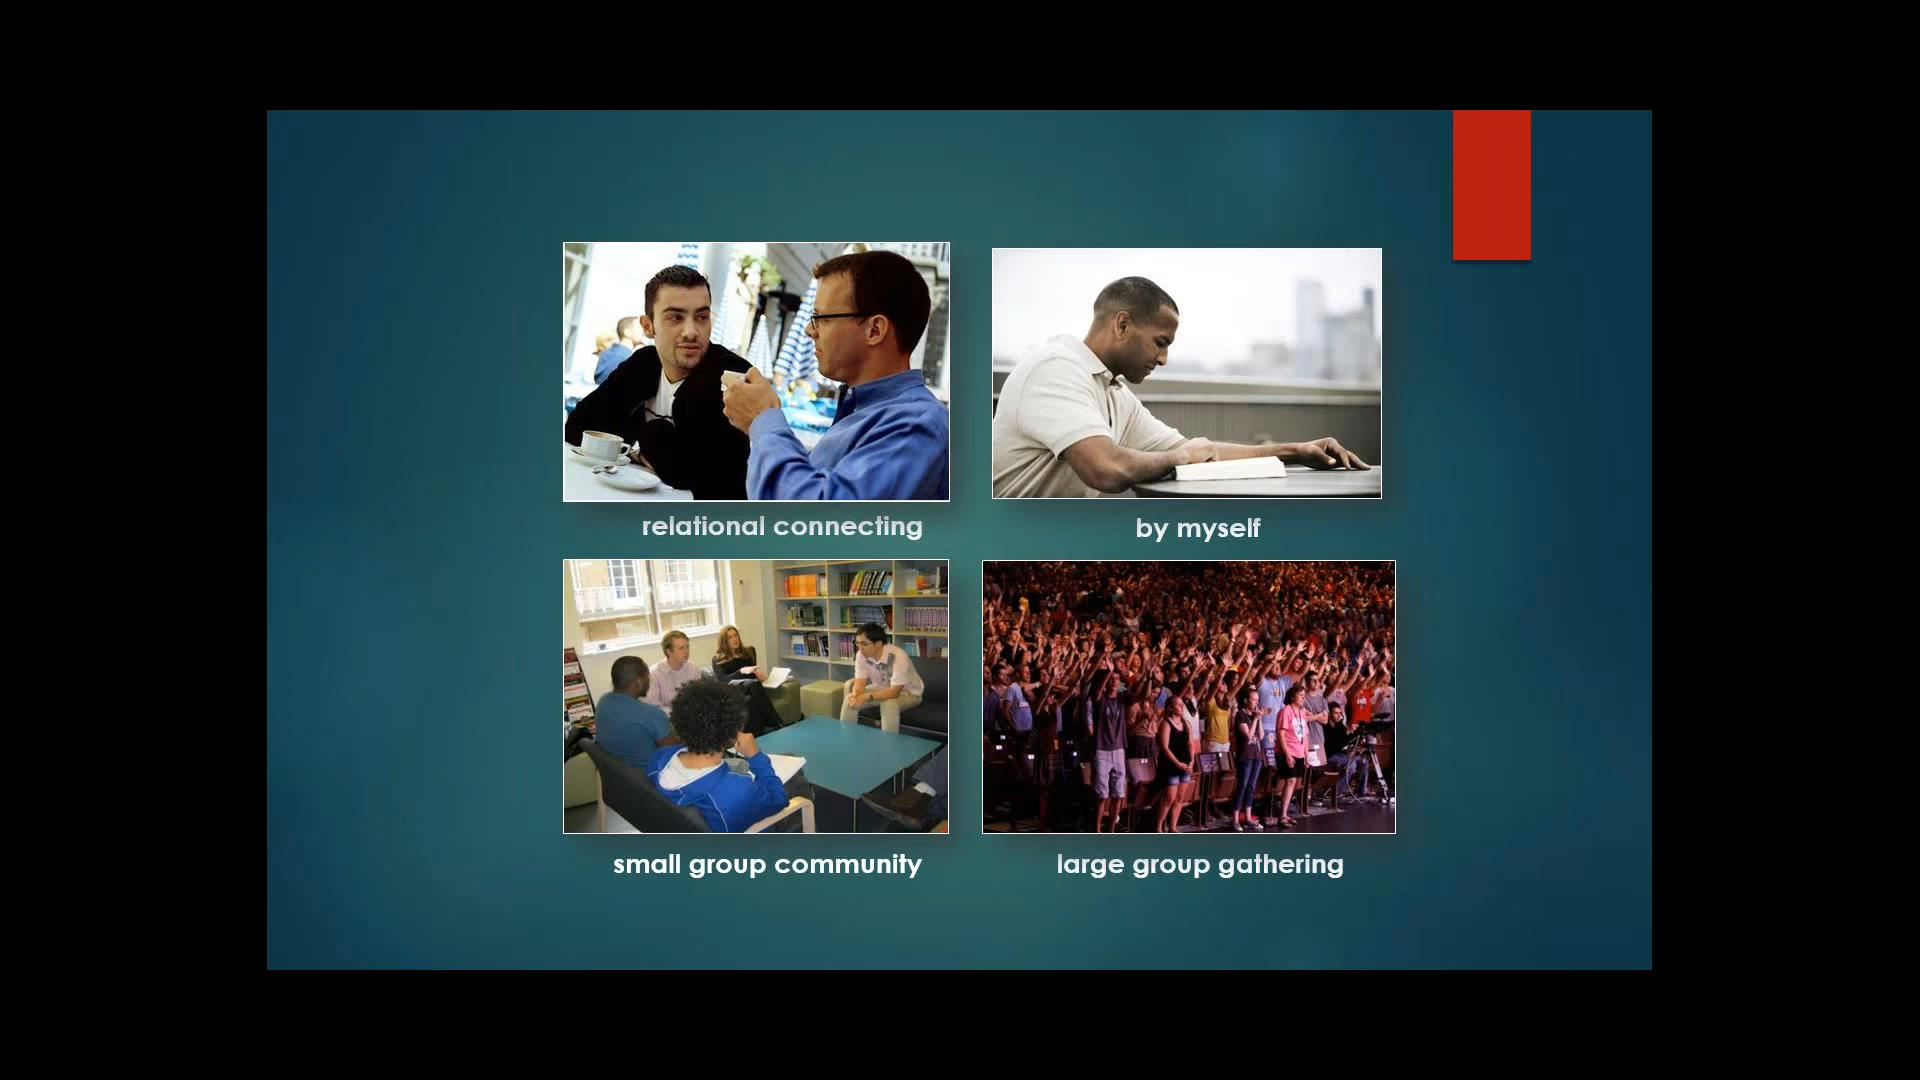 relational connecting
by myself
small group community
large group gathering